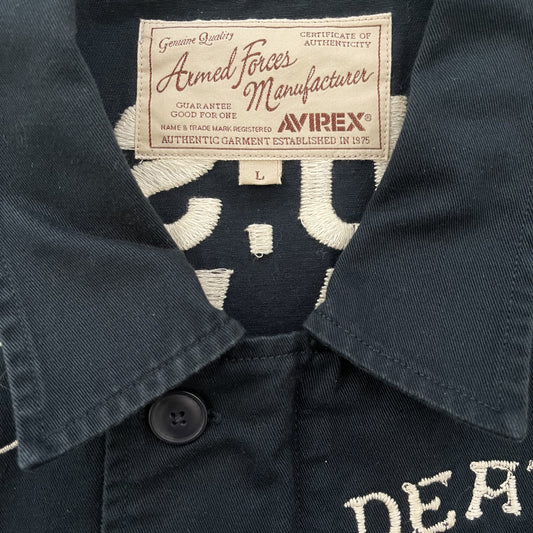 Genuine Quality
CERTIFICATE OF
AUTHENTICITY
Armed Forces
Manufacturer
GUARANTEE
GOOD FOR ONE
NAME & TRADE MARK REGISTERED
AVIREX®
AUTHENTIC GARMENT ESTABLISHED IN 1975
L